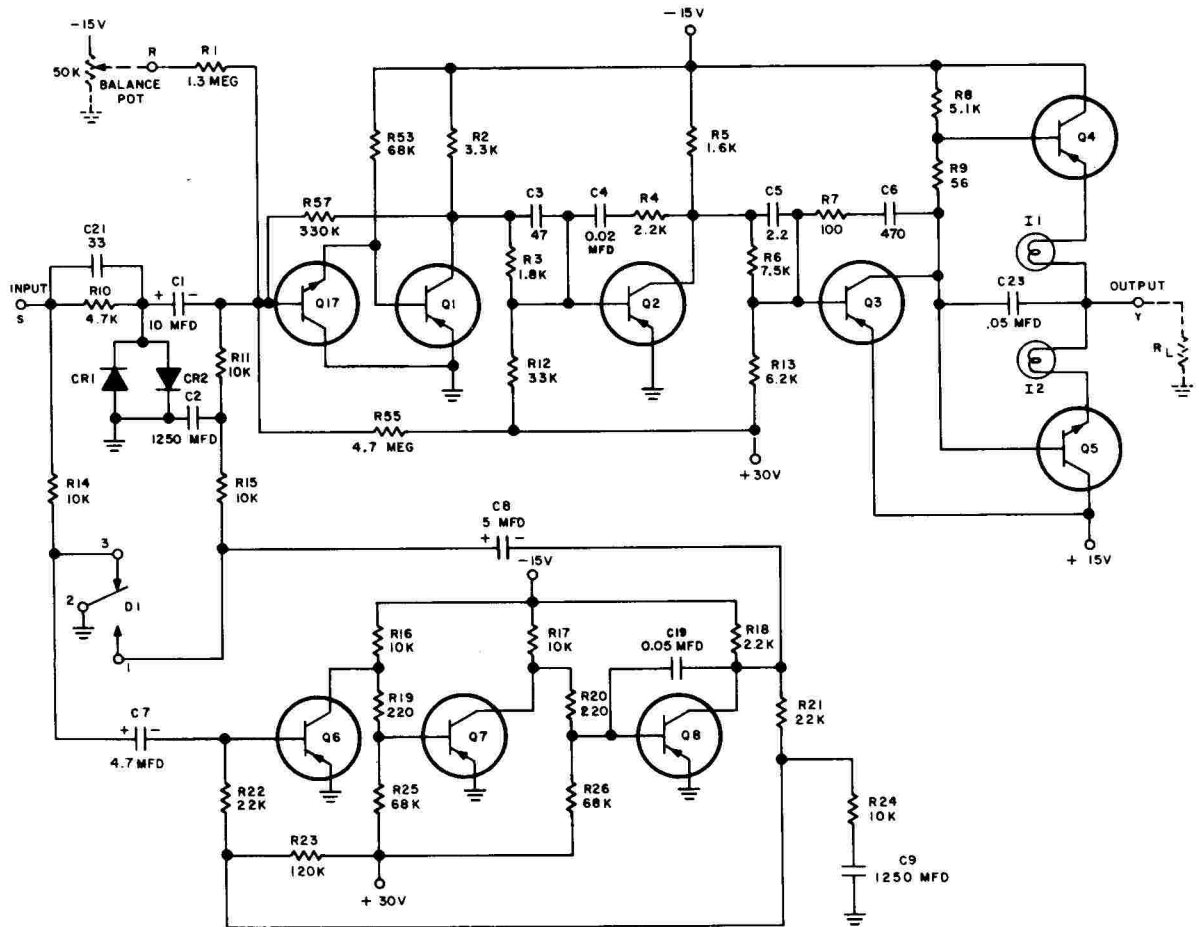 -15V
50K
BALANCE
POT
R
R1
1.3 MEG
-15V
R53
68K
R2
3.3K
R5
1.6K
R8
5.1K
Q4
R9
56
R57
330K
C3
47
C4
0.02
MFD
R4
2.2K
C5
2.2
R7
100
C6
470
I1
C21
33
INPUT
S
R10
4.7K
C1
+ -
10 MFD
Q17
Q1
R3
1.8K
Q2
R6
7.5K
Q3
C23
.05 MFD
OUTPUT
Y
RL
R11
10K
CR1
CR2
C2
1250 MFD
R12
33K
R13
6.2K
I2
R55
4.7 MEG
+30V
Q5
R14
10K
R15
10K
C8
5 MFD
+ -
-15V
+ 15V
3
2
D1
1
R16
10K
R17
10K
C19
0.05 MFD
R18
2.2K
R19
220
R20
220
R21
22K
C7
+ -
4.7 MFD
Q6
Q7
Q8
R22
22K
R25
68K
R26
68K
R24
10K
R23
120K
C9
1250 MFD
+ 30V